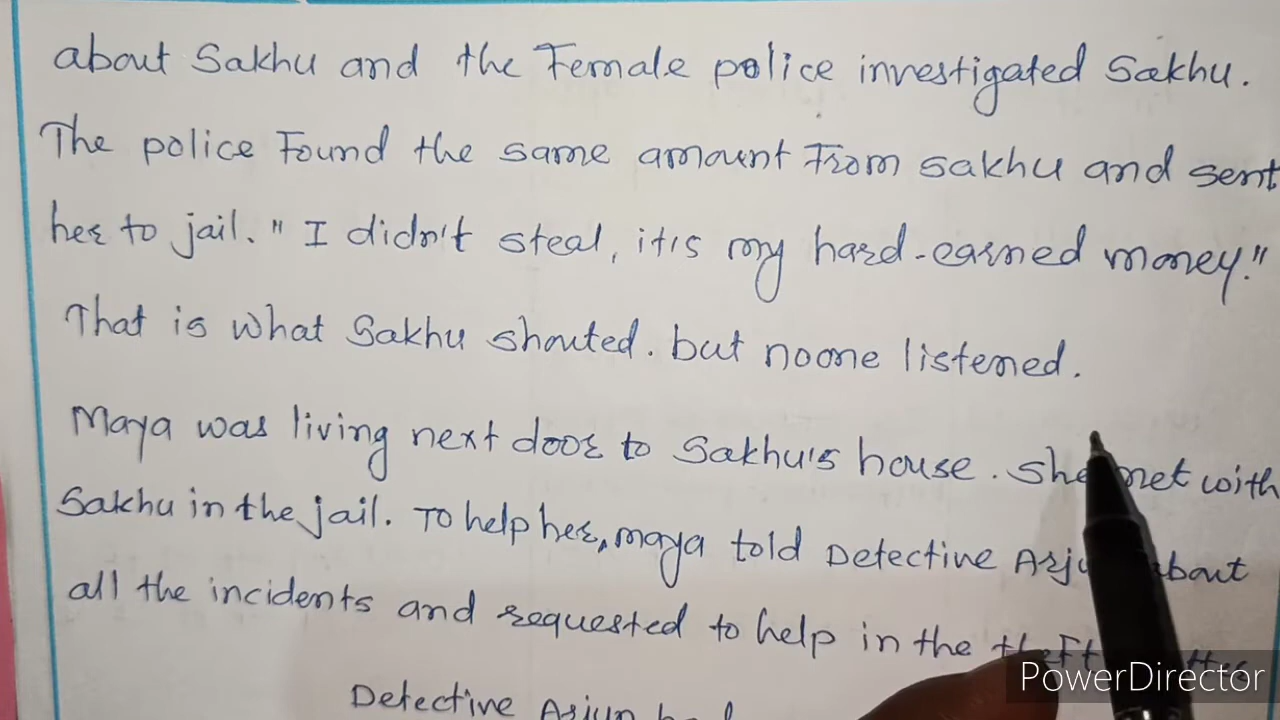 about Sakhu and the Female police investigated Sakhu.
The police Found the same amount From Sakhu and sent
her to jail. " I didn't steal, it's my hard-earned money."
That is what Sakhu shouted. but noone listened.
Maya was living next door to Sakhu's house. She met with
Sakhu in the jail. To help her, maya told Detective Arjun about
all the incidents and requested to help in the theft
Detective Arjun
PowerDirector